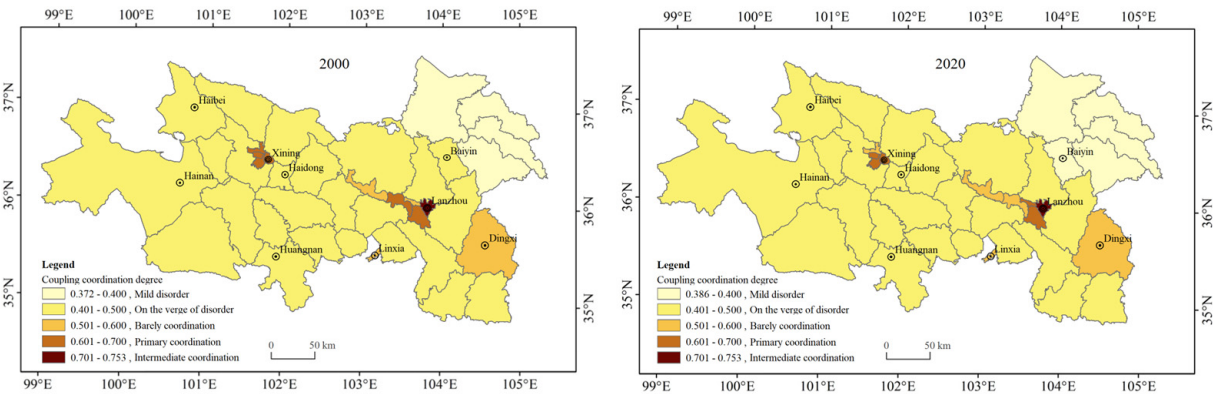 99°E 100°E 101°E 102°E 103°E 104°E 105°E
2000
37°N
36°N
35°N
37°N
36°N
35°N
Haibei
Xining
Haidong
Hainan
Baiyin
Lanzhou
Huangnan
Linxia
Dingxi
Legend
Coupling coordination degree
0.372 - 0.400 , Mild disorder
0.401 - 0.500 , On the verge of disorder
0.501 - 0.600 , Barely coordination
0.601 - 0.700 , Primary coordination
0.701 - 0.753 , Intermediate coordination
0 50 km
99°E 100°E 101°E 102°E 103°E 104°E 105°E
99°E 100°E 101°E 102°E 103°E 104°E 105°E
2020
37°N
36°N
35°N
37°N
36°N
35°N
Haibei
Xining
Haidong
Hainan
Baiyin
Lanzhou
Huangnan
Linxia
Dingxi
Legend
Coupling coordination degree
0.386 - 0.400 , Mild disorder
0.401 - 0.500 , On the verge of disorder
0.501 - 0.600 , Barely coordination
0.601 - 0.700 , Primary coordination
0.701 - 0.753 , Intermediate coordination
0 50 km
99°E 100°E 101°E 102°E 103°E 104°E 105°E